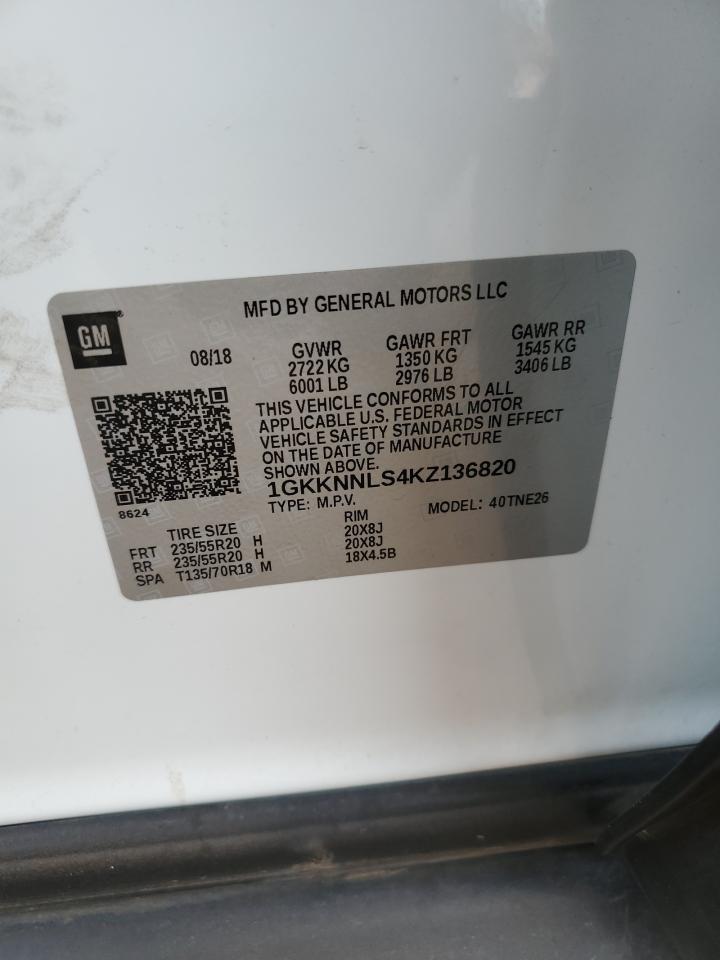 MFD BY GENERAL MOTORS LLC
GM
08/18
GVWR GAWR FRT GAWR RR
2722 KG 1350 KG 1545 KG
6001 LB 2976 LB 3406 LB
THIS VEHICLE CONFORMS TO ALL
APPLICABLE U.S. FEDERAL MOTOR
VEHICLE SAFETY STANDARDS IN EFFECT
ON THE DATE OF MANUFACTURE
SHOWN ABOVE.
1GKKNNLS4KZ136820
8624
TYPE: M.P.V. MODEL: 40TNE26
TIRE SIZE RIM
FRT 235/55R20 H 20X8J
RR 235/55R20 H 20X8J
SPA T135/70R18 M 18X4.5B